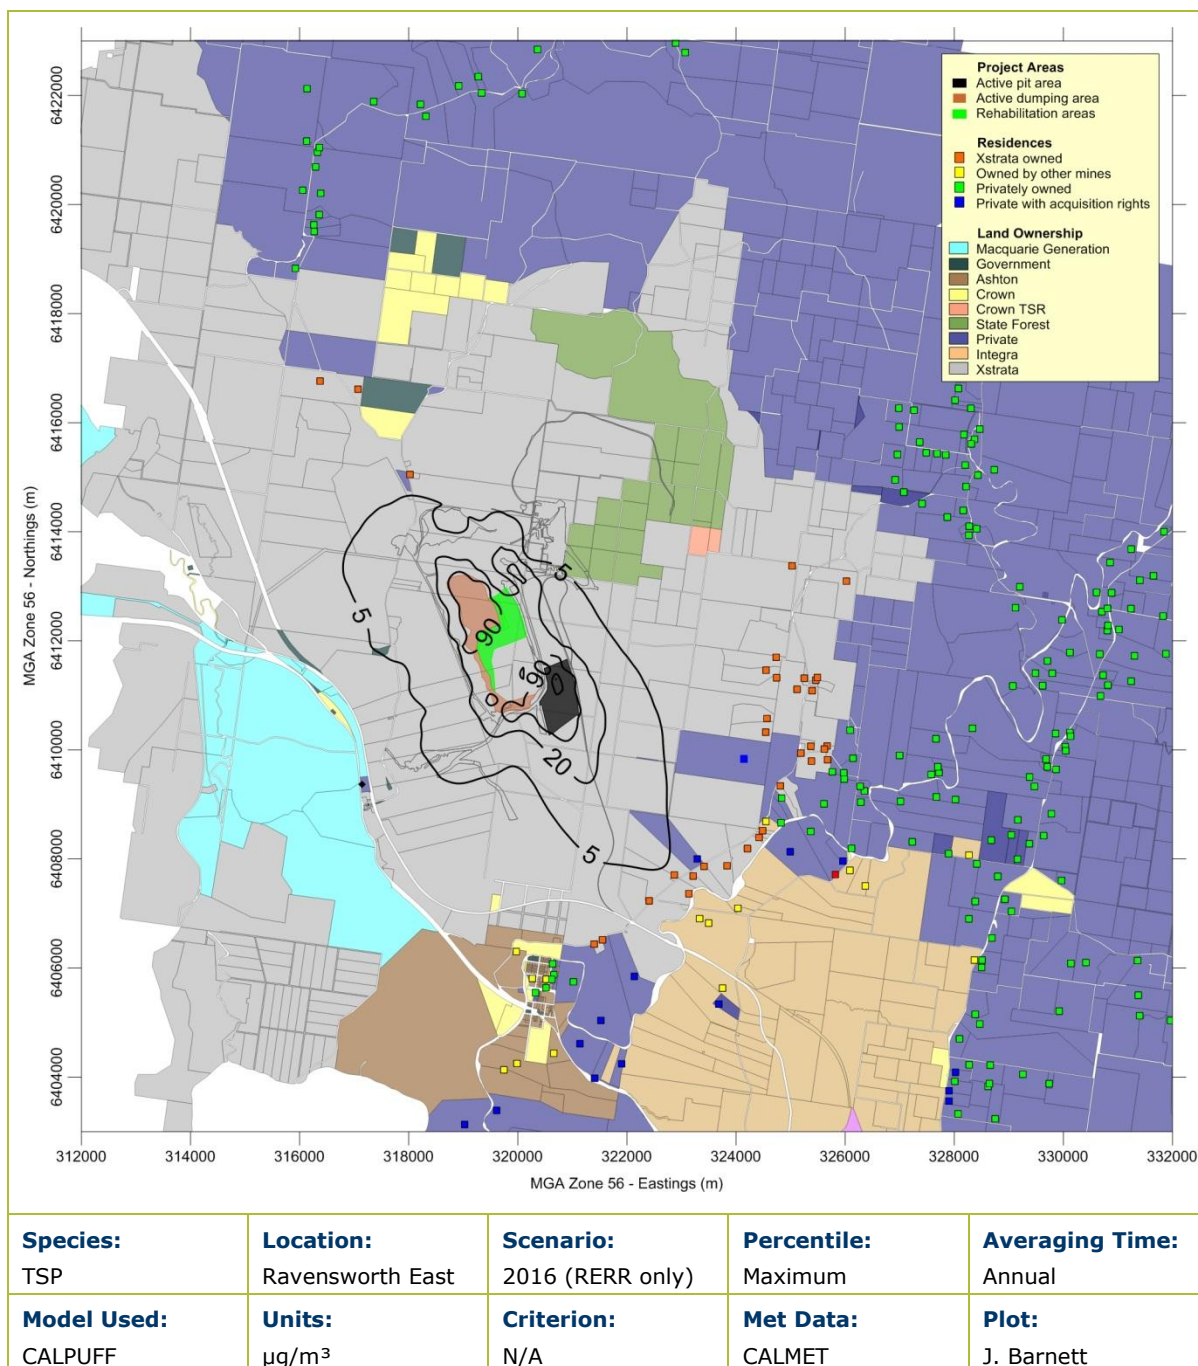 Project Areas
Active pit area
Active dumping area
Rehabilitation areas
Residences
Xstrata owned
Owned by other mines
Privately owned
Private with acquisition rights
Land Ownership
Macquarie Generation
Government
Ashton
Crown
Crown TSR
State Forest
Private
Integra
Xstrata
6422000
6420000
6418000
6416000
6414000
6412000
6410000
6408000
6406000
6404000
MGA Zone 56 - Northings (m)
5
5
90
90
20
5
312000 314000 316000 318000 320000 322000 324000 326000 328000 330000 332000
MGA Zone 56 - Eastings (m)
Species: Location: Scenario: Percentile: Averaging Time:
TSP Ravensworth East 2016 (RERR only) Maximum Annual
Model Used: Units: Criterion: Met Data: Plot:
CALPUFF µg/m³ N/A CALMET J. Barnett